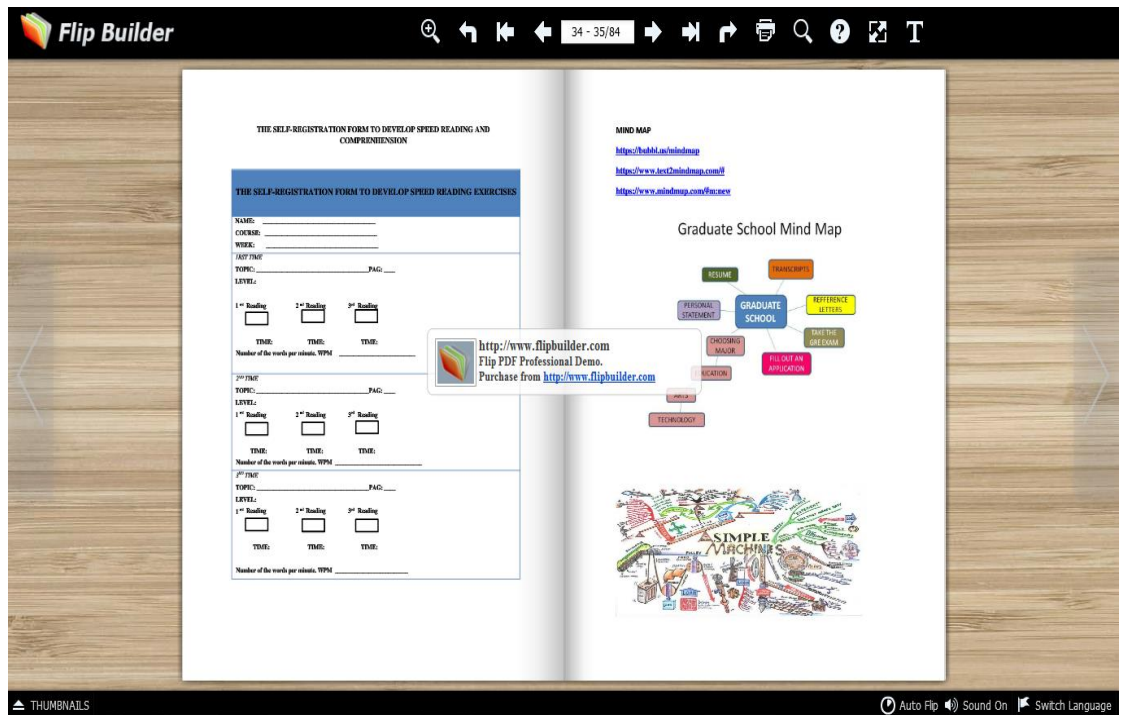 Flip Builder
34 - 35/84
T
THE SELF-REGISTRATION FORM TO DEVELOP SPEED READING AND
COMPREHENSION
THE SELF-REGISTRATION FORM TO DEVELOP SPEED READING EXERCISES
NAME:
COURSE:
WEEK:
TOPIC: PAG:
LEVEL:
1st Reading 2nd Reading 3rd Reading
TIME: TIME: TIME:
Number of the words per minute. WPM
2ND TIME
TOPIC: PAG:
LEVEL:
1st Reading 2nd Reading 3rd Reading
TIME: TIME: TIME:
Number of the words per minute. WPM
3RD TIME
TOPIC: PAG:
LEVEL:
1st Reading 2nd Reading 3rd Reading
TIME: TIME: TIME:
Number of the words per minute. WPM
MIND MAP
https://bubbl.us/mindmap
https://www.text2mindmap.com/#
https://www.mindmup.com/#m:new
Graduate School Mind Map
RESUME
TRANSCRIPTS
PERSONAL
STATEMENT
GRADUATE
SCHOOL
REFFERENCE
LETTERS
TAKE THE
GRE EXAM
CHOOSING
MAJOR
FILL OUT AN
APPLICATION
ARTS
TECHNOLOGY
http://www.flipbuilder.com
Flip PDF Professional Demo.
Purchase from http://www.flipbuilder.com
SIMPLE
MACHINES
THUMBNAILS
Auto Flip Sound On Switch Language